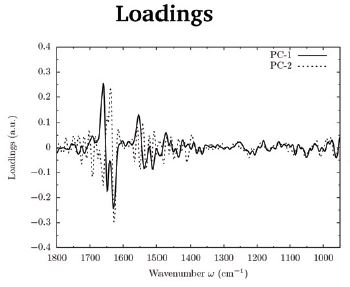 Loadings
PC-1
PC-2
0.4
0.3
0.2
0.1
0
−0.1
−0.2
−0.3
−0.4
Loadings (a.u.)
1800 1700 1600 1500 1400 1300 1200 1100 1000
Wavenumber ω (cm⁻¹)